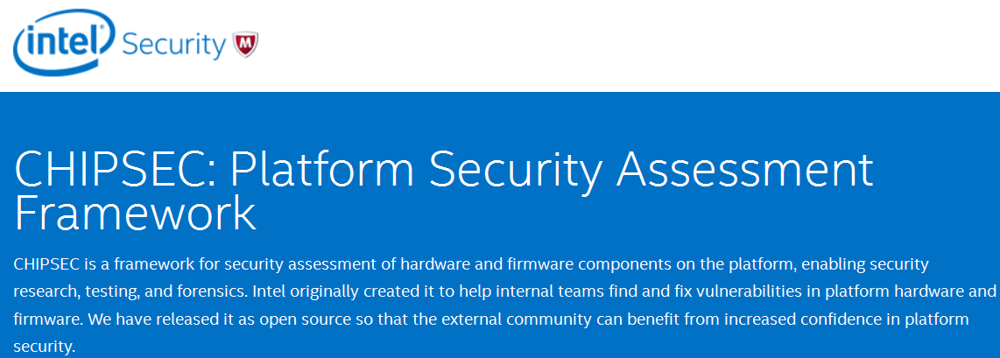 intel® Security M
CHIPSEC: Platform Security Assessment
Framework
CHIPSEC is a framework for security assessment of hardware and firmware components on the platform, enabling security
research, testing, and forensics. Intel originally created it to help internal teams find and fix vulnerabilities in platform hardware and
firmware. We have released it as open source so that the external community can benefit from increased confidence in platform
security.